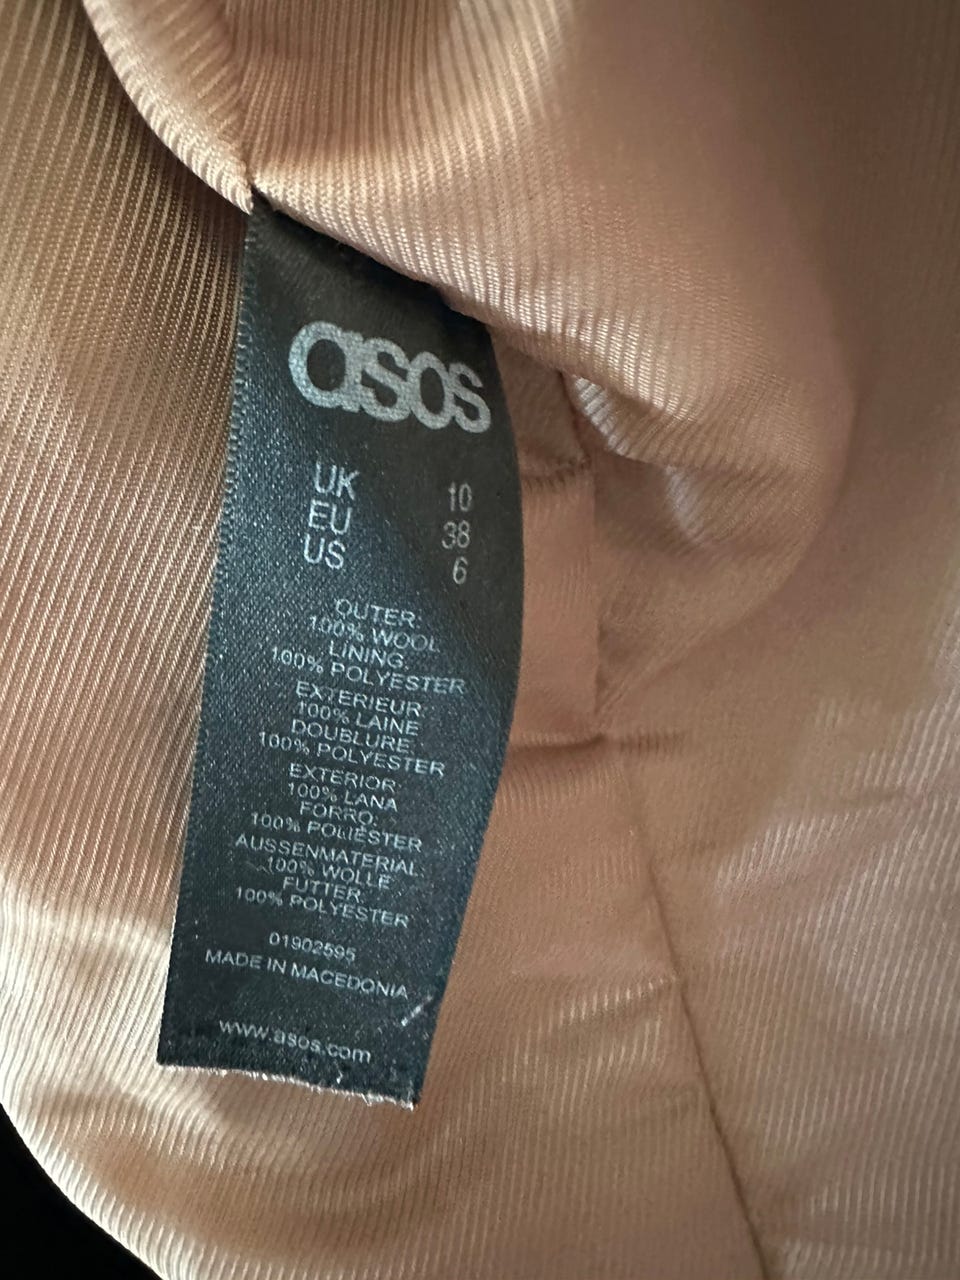 asos
UK 10
EU 38
US 6
OUTER:
100% WOOL
LINING:
100% POLYESTER
EXTERIEUR:
100% LAINE
DOUBLURE:
100% POLYESTER
EXTERIOR:
100% LANA
FORRO:
100% POLIÉSTER
AUSSENMATERIAL:
100% WOLLE
FUTTER:
100% POLYESTER
01902595
MADE IN MACEDONIA
www.asos.com